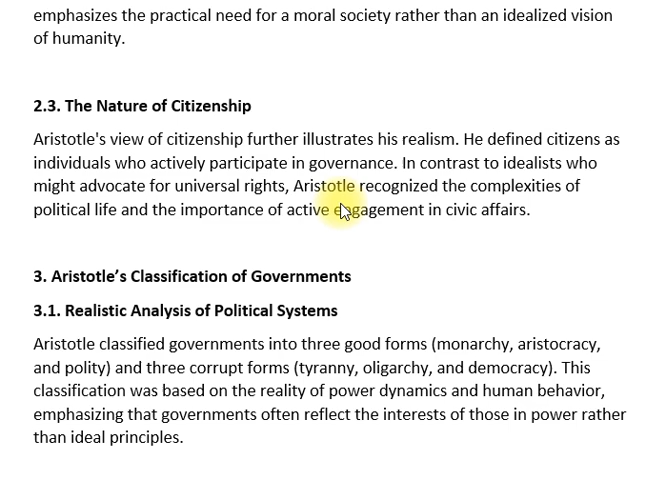 emphasizes the practical need for a moral society rather than an idealized vision
of humanity.
2.3. The Nature of Citizenship
Aristotle's view of citizenship further illustrates his realism. He defined citizens as
individuals who actively participate in governance. In contrast to idealists who
might advocate for universal rights, Aristotle recognized the complexities of
political life and the importance of active engagement in civic affairs.
3. Aristotle’s Classification of Governments
3.1. Realistic Analysis of Political Systems
Aristotle classified governments into three good forms (monarchy, aristocracy,
and polity) and three corrupt forms (tyranny, oligarchy, and democracy). This
classification was based on the reality of power dynamics and human behavior,
emphasizing that governments often reflect the interests of those in power rather
than ideal principles.